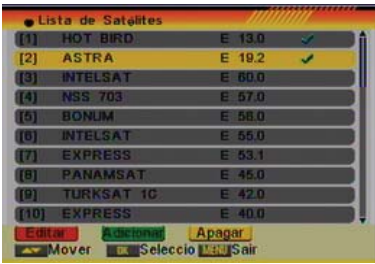 Lista de Satélites
[1] HOT BIRD E 13.0
[2] ASTRA E 19.2
[3] INTELSAT E 60.0
[4] NSS 703 E 57.0
[5] BONUM E 56.0
[6] INTELSAT E 55.0
[7] EXPRESS E 53.1
[8] PANAMSAT E 45.0
[9] TURKSAT 1C E 42.0
[10] EXPRESS E 40.0
Editar Adicionar Apagar
Mover OK Seleccio MENU Sair